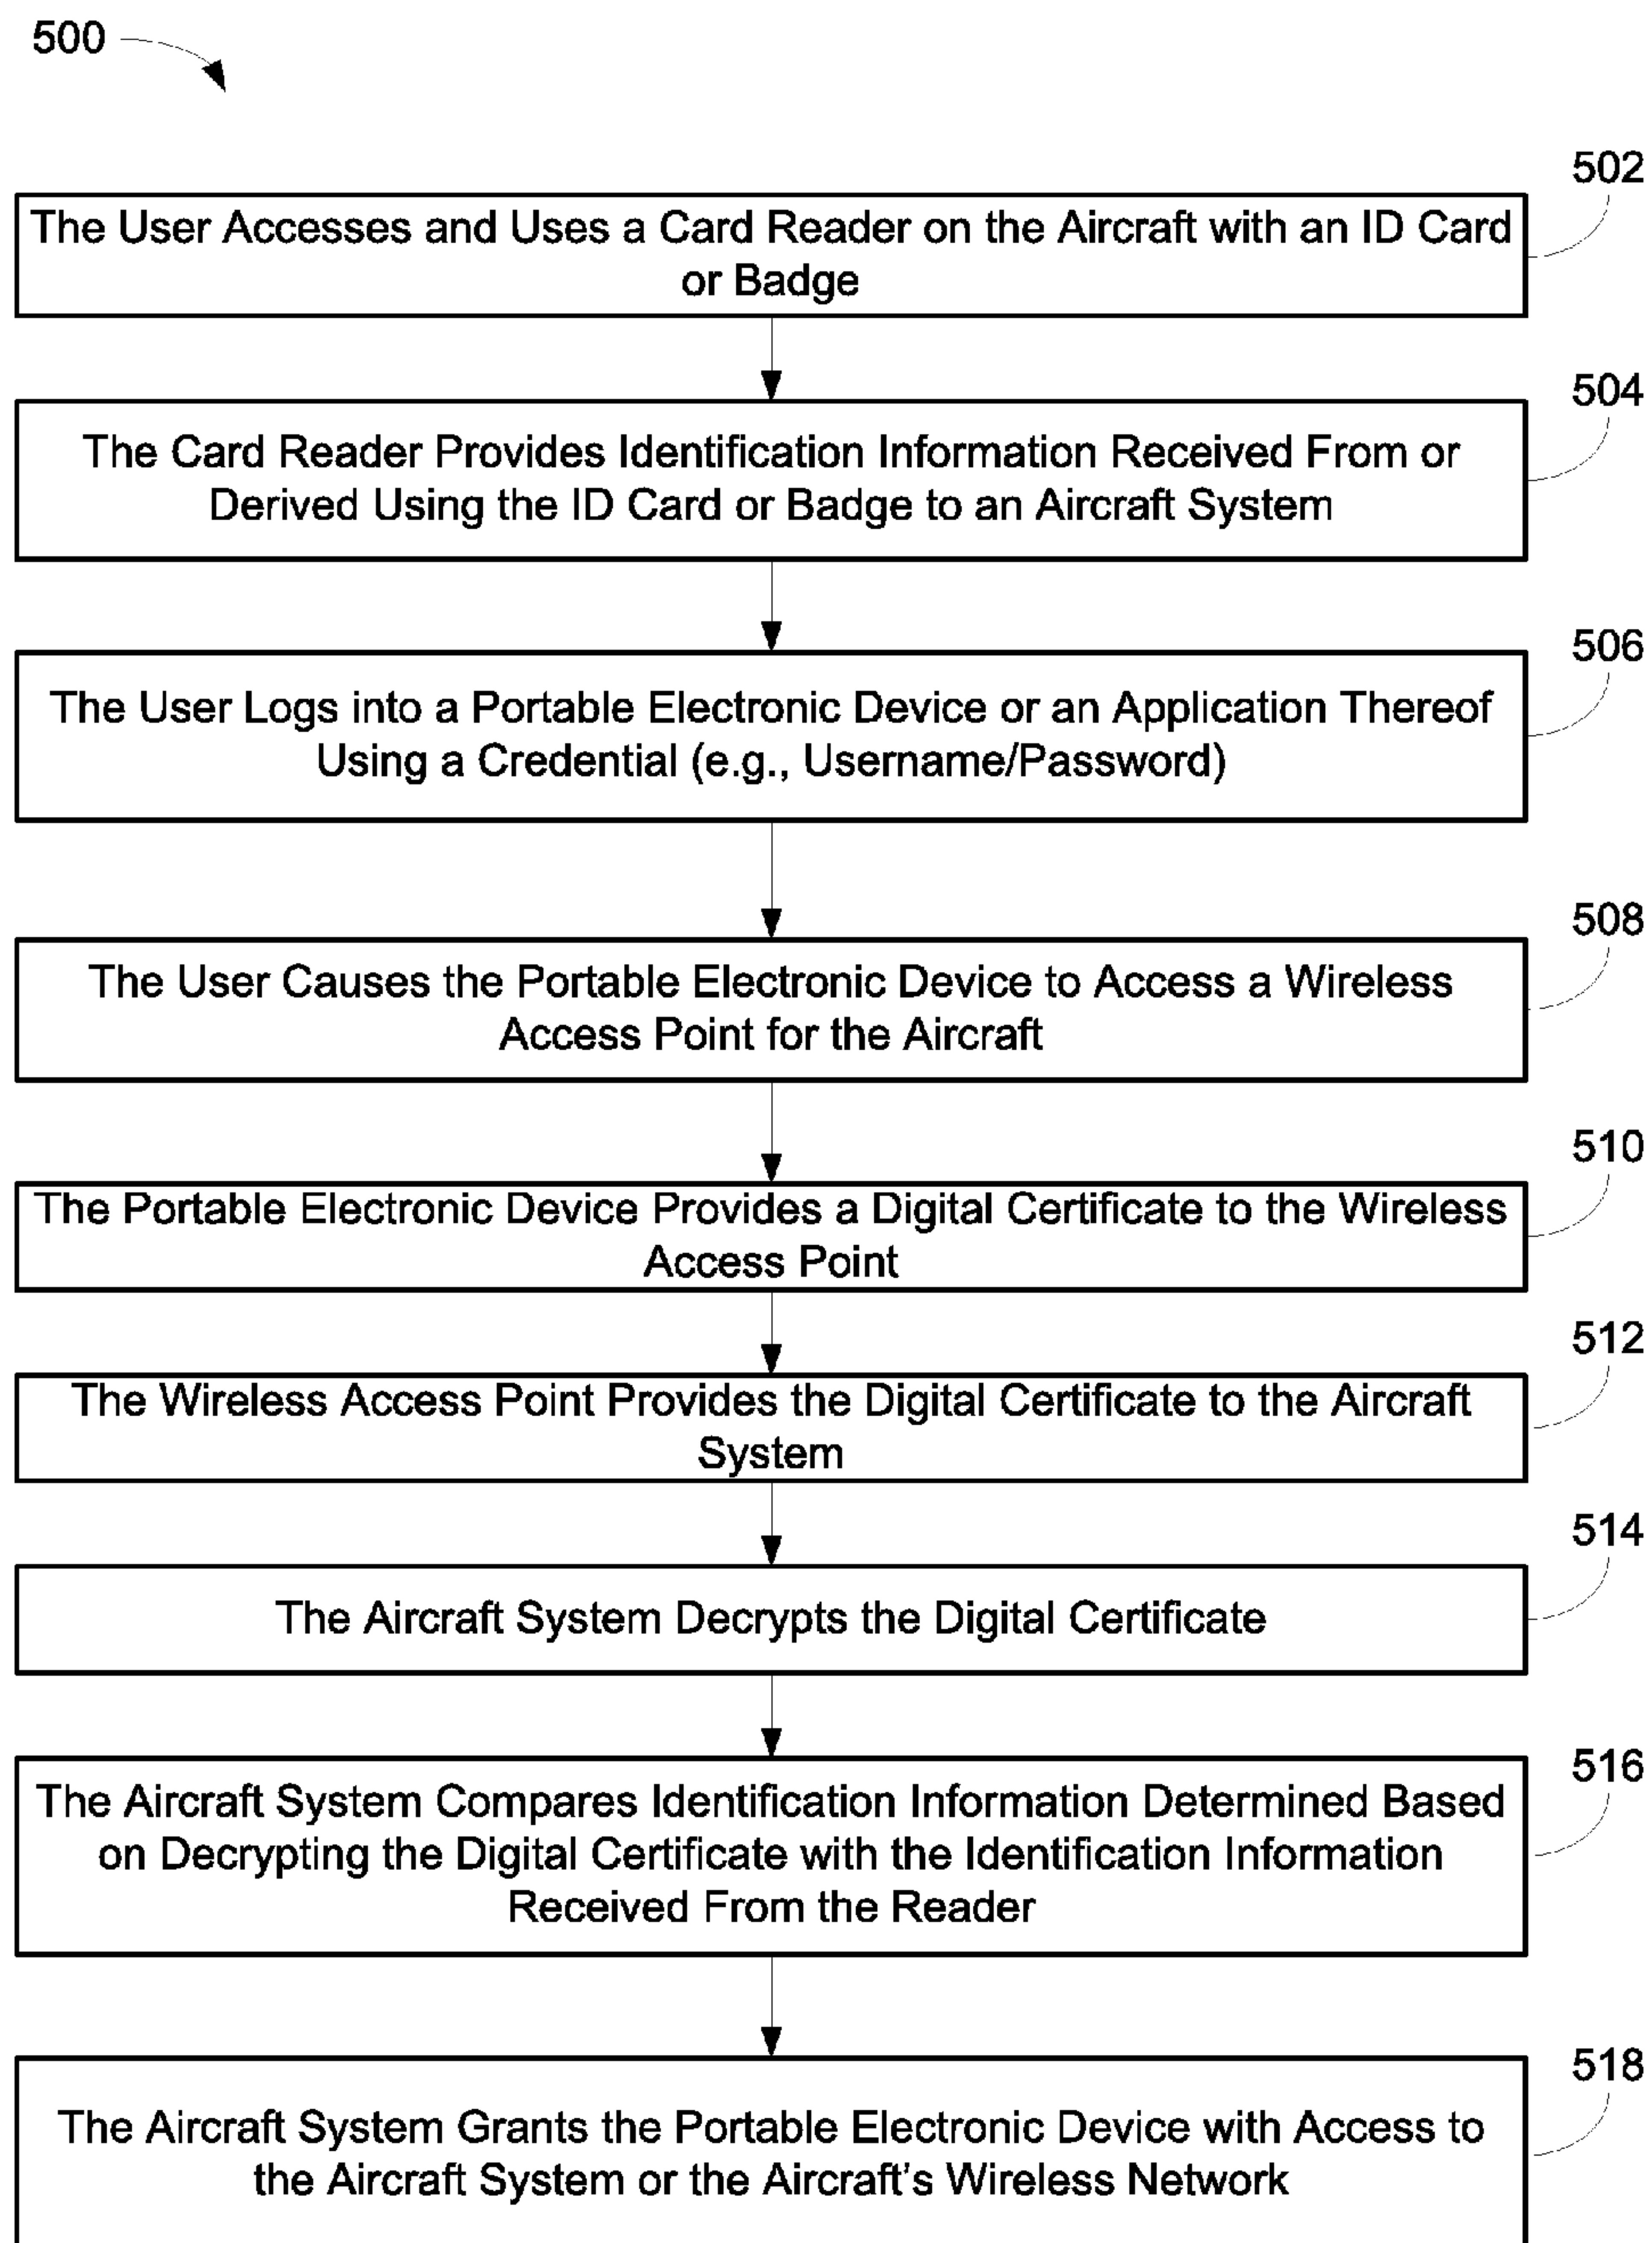 500
502
The User Accesses and Uses a Card Reader on the Aircraft with an ID Card
or Badge
504
The Card Reader Provides Identification Information Received From or
Derived Using the ID Card or Badge to an Aircraft System
506
The User Logs into a Portable Electronic Device or an Application Thereof
Using a Credential (e.g., Username/Password)
508
The User Causes the Portable Electronic Device to Access a Wireless
Access Point for the Aircraft
510
The Portable Electronic Device Provides a Digital Certificate to the Wireless
Access Point
512
The Wireless Access Point Provides the Digital Certificate to the Aircraft
System
514
The Aircraft System Decrypts the Digital Certificate
516
The Aircraft System Compares Identification Information Determined Based
on Decrypting the Digital Certificate with the Identification Information
Received From the Reader
518
The Aircraft System Grants the Portable Electronic Device with Access to
the Aircraft System or the Aircraft's Wireless Network